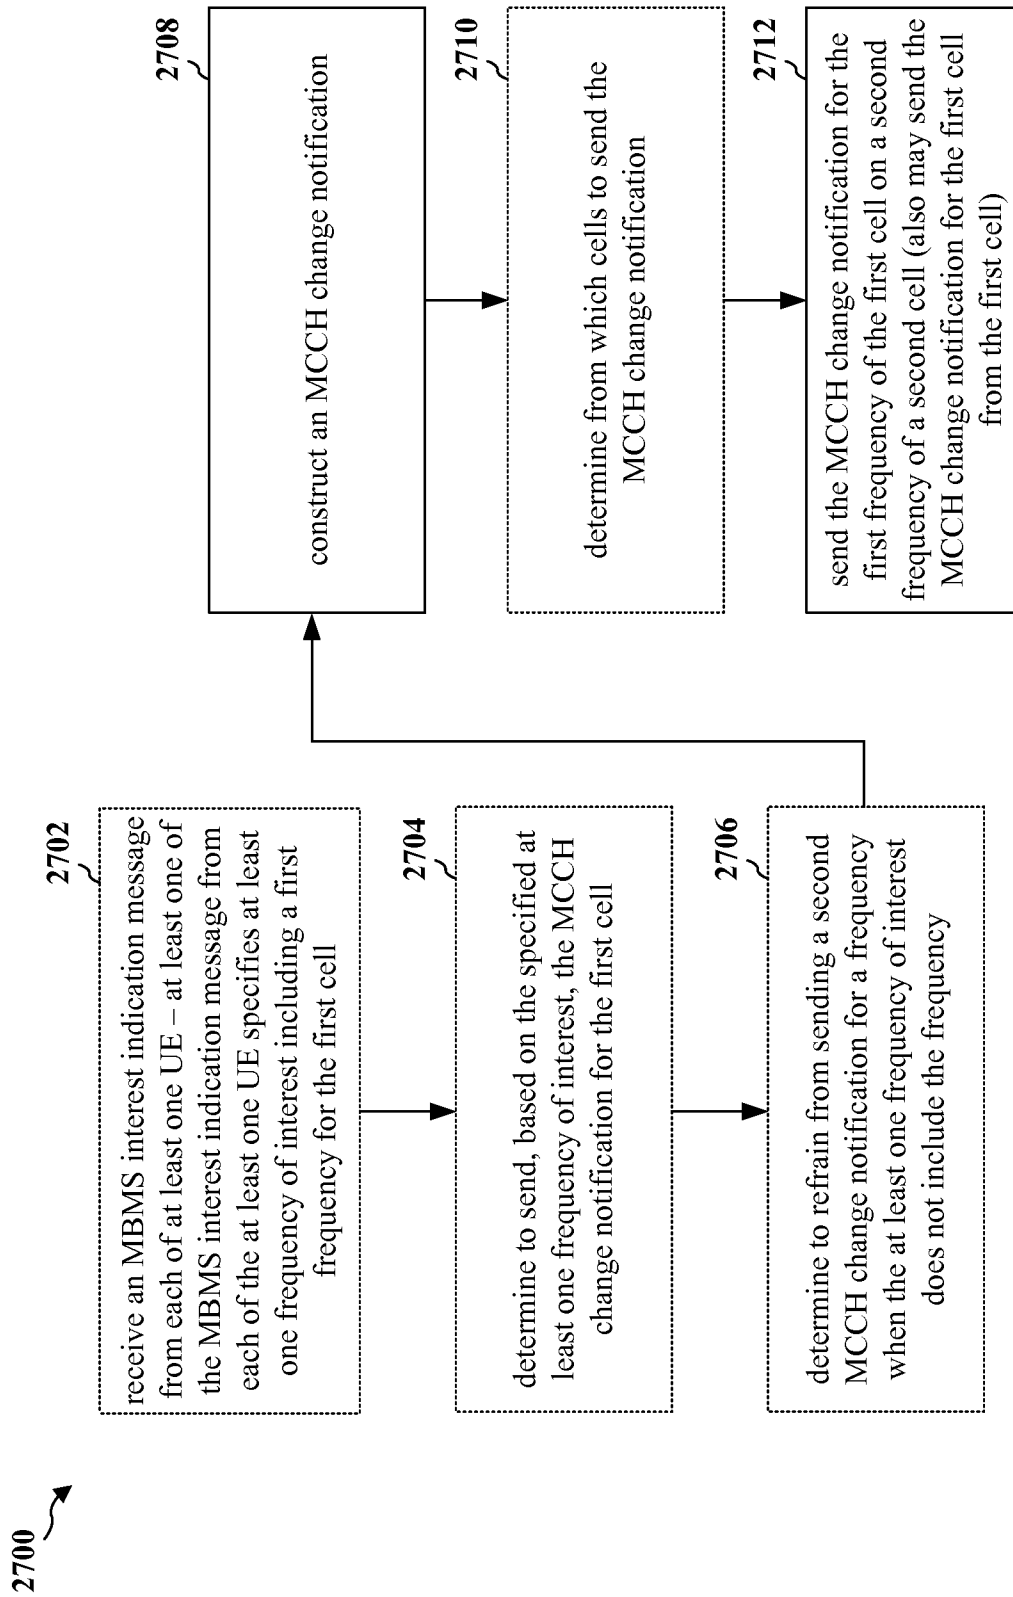 2700
2702
receive an MBMS interest indication message
from each of at least one UE – at least one of
the MBMS interest indication message from
each of the at least one UE specifies at least
one frequency of interest including a first
frequency for the first cell
2704
determine to send, based on the specified at
least one frequency of interest, the MCCH
change notification for the first cell
2706
determine to refrain from sending a second
MCCH change notification for a frequency
when the at least one frequency of interest
does not include the frequency
2708
construct an MCCH change notification
2710
determine from which cells to send the
MCCH change notification
2712
send the MCCH change notification for the
first frequency of the first cell on a second
frequency of a second cell (also may send the
MCCH change notification for the first cell
from the first cell)